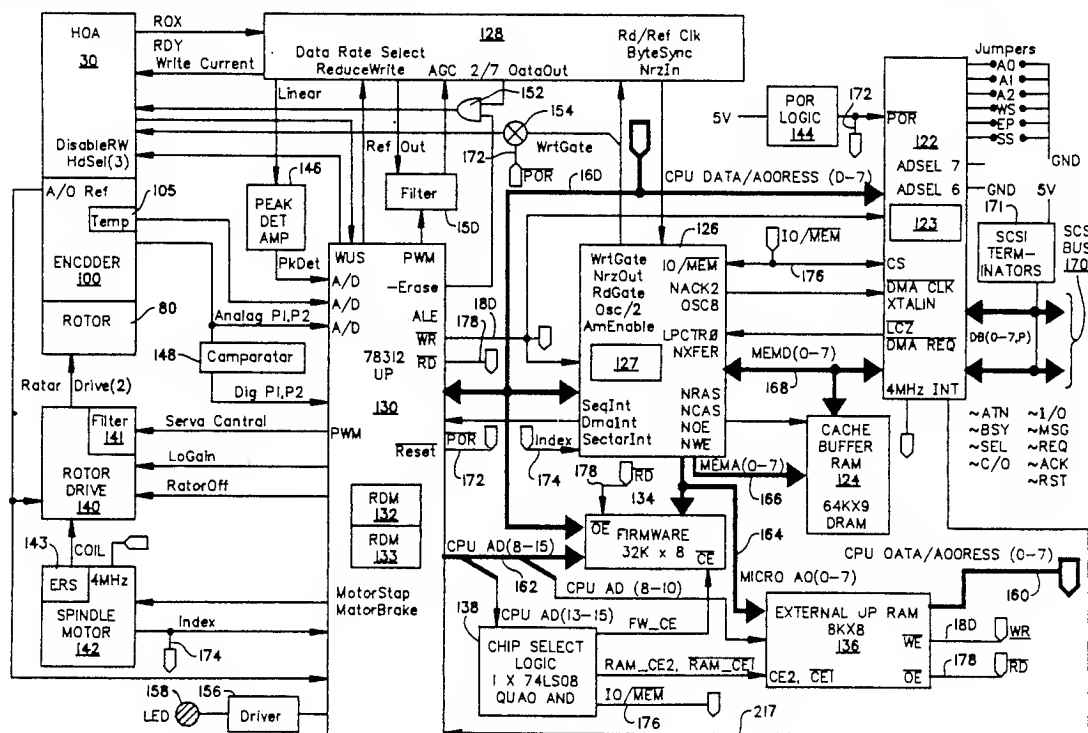 HOA
30
ROX
RDY
Write Current
128
Data Rate Select
ReduceWrite
AGC
2/7 OataOut
Rd/Ref Clk
ByteSync
NrzIn
Linear
152
154
Ref Out
172
POR
WrtGate
DisableRW
HdSel(3)
A/O Ref
105
Temp
146
PEAK
DET
AMP
PkDet
Filter
15D
16D
CPU DATA/AOORESS (D-7)
5V
POR
LOGIC
144
172
POR
122
Jumpers
AO
A1
A2
WS
EP
SS
GND
ADSEL 7
ADSEL 6
GND
5V
171
123
SCSI
TERM-
INATORS
SCSI
BUS
170
ENCDDER
100
ROTOR
80
WUS
PWM
A/D
A/D
A/D
-Erase
ALE
WR
RD
18D
178
Analag PI,P2
148
Camparatar
Dig PI,P2
78312
UP
130
126
WrtGate
NrzOut
RdGate
Osc/2
AmEnable
IO/MEM
NACK2
OSC8
LPCTRØ
NXFER
127
IO/MEM
176
CS
DMA CLK
XTALIN
LCZ
DMA REQ
DB(0-7,P)
4MHz INT
MEMD(0-7)
168
Ratar Drive(2)
Filter
141
ROTOR
DRIVE
140
PWM
Serva Cantral
LoGain
RatorOff
Reset
POR
172
SeqInt
DmaInt
SectarInt
Index
174
NRAS
NCAS
NOE
NWE
CACHE
BUFFER
RAM
124
64KX9
DRAM
~ATN
~BSY
~SEL
~C/O
~I/O
~MSG
~REQ
~ACK
~RST
178
RD
134
MEMA(0-7)
166
RDM
132
RDM
133
OE
FIRMWARE
32K x 8
CE
164
143
COIL
ERS
4MHz
SPINDLE
MOTOR
142
MotorStap
MatorBrake
Index
174
CPU AD(8-15)
162
CPU AD (8-10)
MICRO AO(0-7)
CPU OATA/AOORESS (0-7)
160
138
CPU AD(13-15)
FW_CE
CHIP SELECT
LOGIC
1 X 74LS08
QUAO AND
RAM_CE2, RAM_CEI
IO/MEM
176
EXTERNAL UP RAM
8KX8
136
CE2, CEI
WE
OE
18D
WR
178
RD
158
LED
156
Driver
217